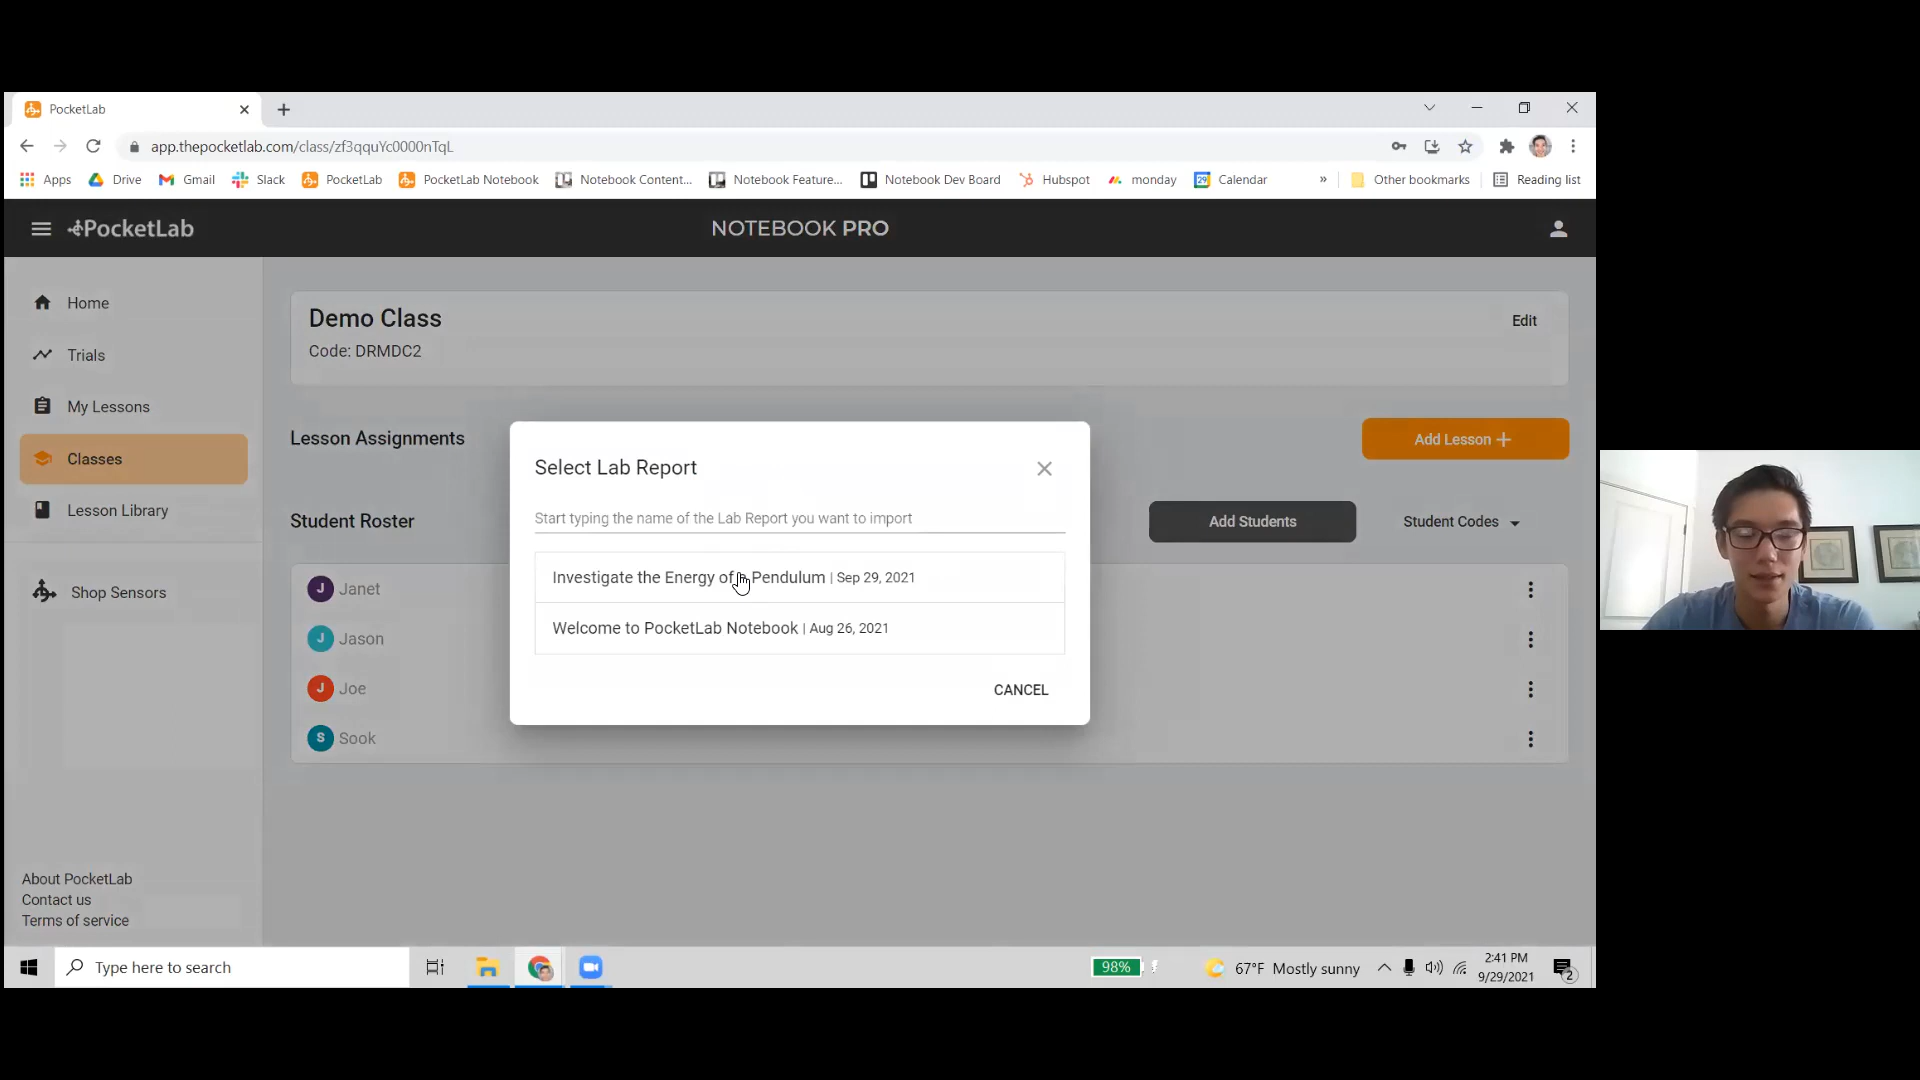 PocketLab
app.thepocketlab.com/class/zf3qquYc0000nTqL
Apps Drive Gmail Slack PocketLab PocketLab Notebook Notebook Content... Notebook Feature... Notebook Dev Board Hubspot monday 29 Calendar » Other bookmarks Reading list
PocketLab NOTEBOOK PRO
Home
Trials
My Lessons
Classes
Lesson Library
Shop Sensors
About PocketLab
Contact us
Terms of service
Demo Class
Edit
Code: DRMDC2
Lesson Assignments
Add Lesson +
Student Roster
Add Students
Student Codes
J Janet
J Jason
J Joe
S Sook
Select Lab Report
Start typing the name of the Lab Report you want to import
Investigate the Energy of Pendulum | Sep 29, 2021
Welcome to PocketLab Notebook | Aug 26, 2021
CANCEL
Type here to search
98%
67°F Mostly sunny
2:41 PM
9/29/2021
2